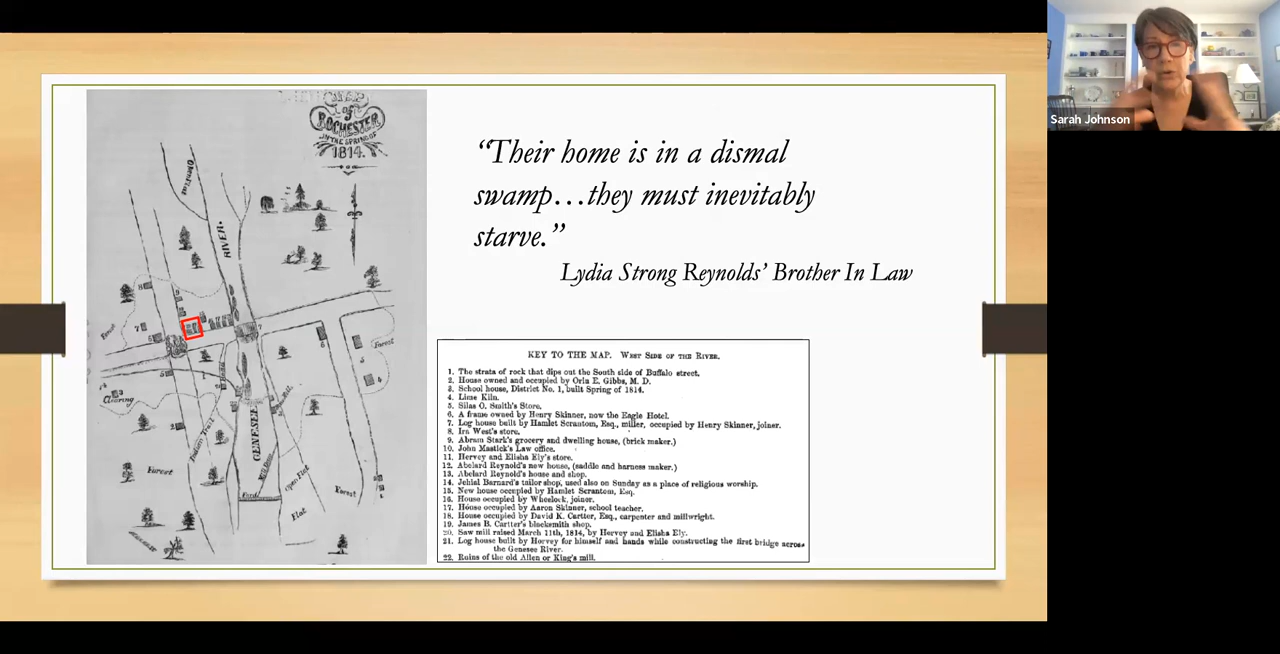 of
ROCHESTER
IN THE SPRING OF
1814.
RIVER.
Forest
Forest
Clearing
GENESEE
Forest
Open Flat
Forest
Flat
“Their home is in a dismal
swamp…they must inevitably
starve.”
Lydia Strong Reynolds’ Brother In Law
KEY TO THE MAP. WEST SIDE OF THE RIVER.
1. The strata of rock that dips out the South side of Buffalo street.
2. House owned and occupied by Orla E. Gibbs, M. D.
3. School house, District No. 1, built Spring of 1814.
4. Lime Kiln.
5. Silas O. Smith's Store.
6. A frame owned by Henry Skinner, now the Eagle Hotel.
7. Log house built by Hamlet Scrantom, Esq., miller, occupied by Henry Skinner, joiner.
8. Ira West's store.
9. Abram Stark's grocery and dwelling house, (brick maker.)
10. John Mastick's Law office.
11. Hervey and Elisha Ely's store.
12. Abelard Reynold's new house, (saddle and harness maker.)
13. Abelard Reynold's house and shop.
14. Jehial Barnard's tailor shop, used also on Sunday as a place of religious worship.
15. New house occupied by Hamlet Scrantom, Esq.
16. House occupied by Wheelock, joiner.
17. House occupied by Aaron Skinner, school teacher.
18. House occupied by David K. Cartter, Esq., carpenter and millwright.
19. James B. Cartter's blacksmith shop.
20. Saw mill raised March 11th, 1814, by Hervey and Elisha Ely.
21. Log house built by Hervey for himself and hands while constructing the first bridge across
the Genesee River.
22. Ruins of the old Allen or King's mill.
Sarah Johnson